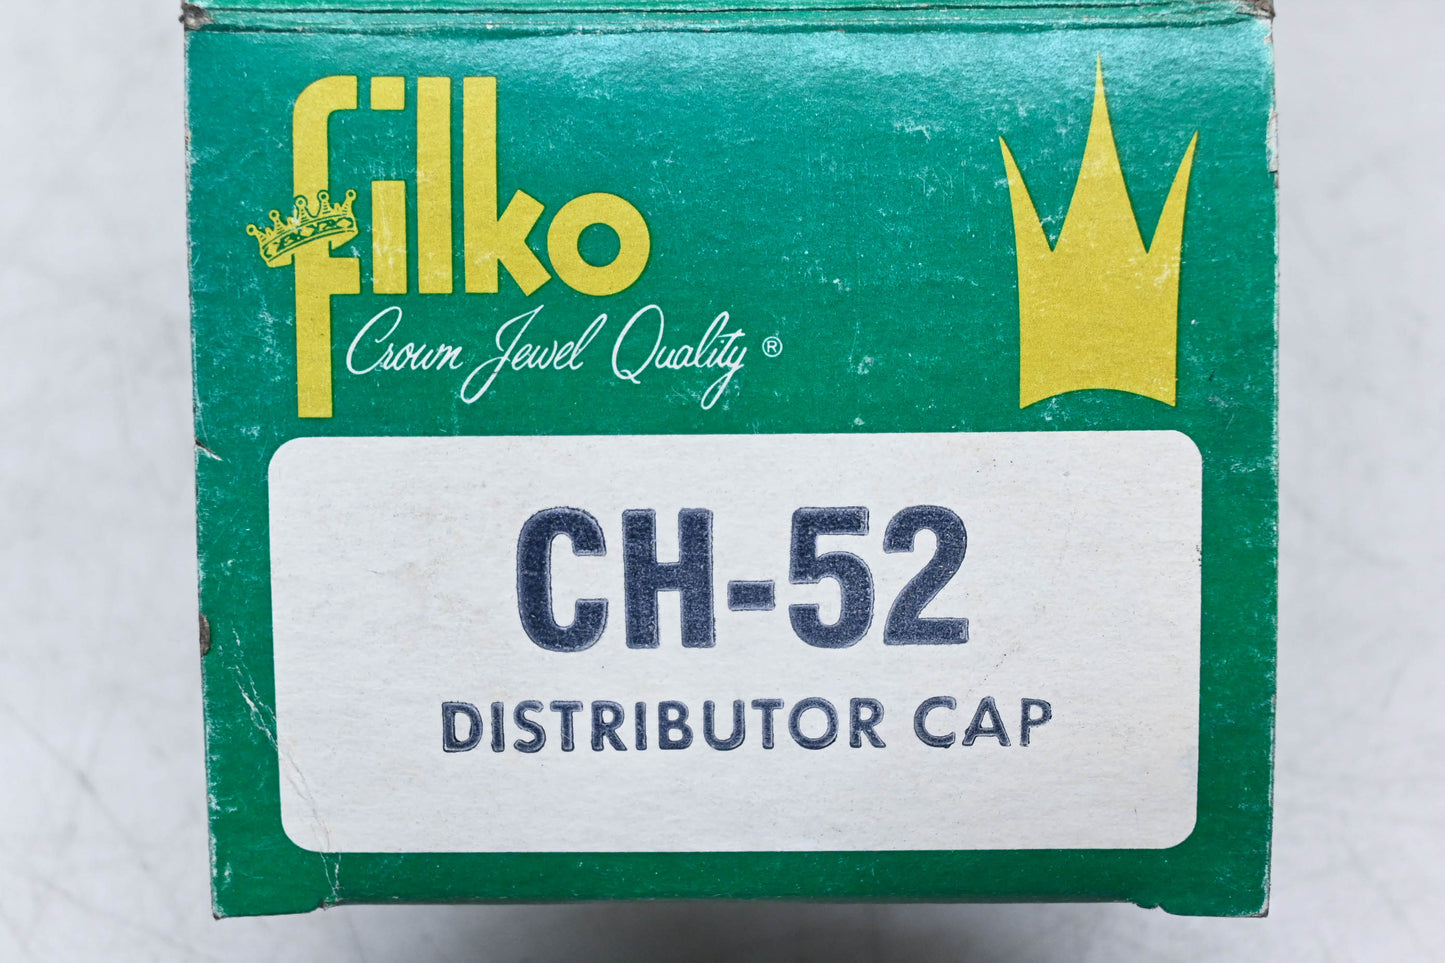 filko
Crown Jewel Quality ®
CH-52
DISTRIBUTOR CAP